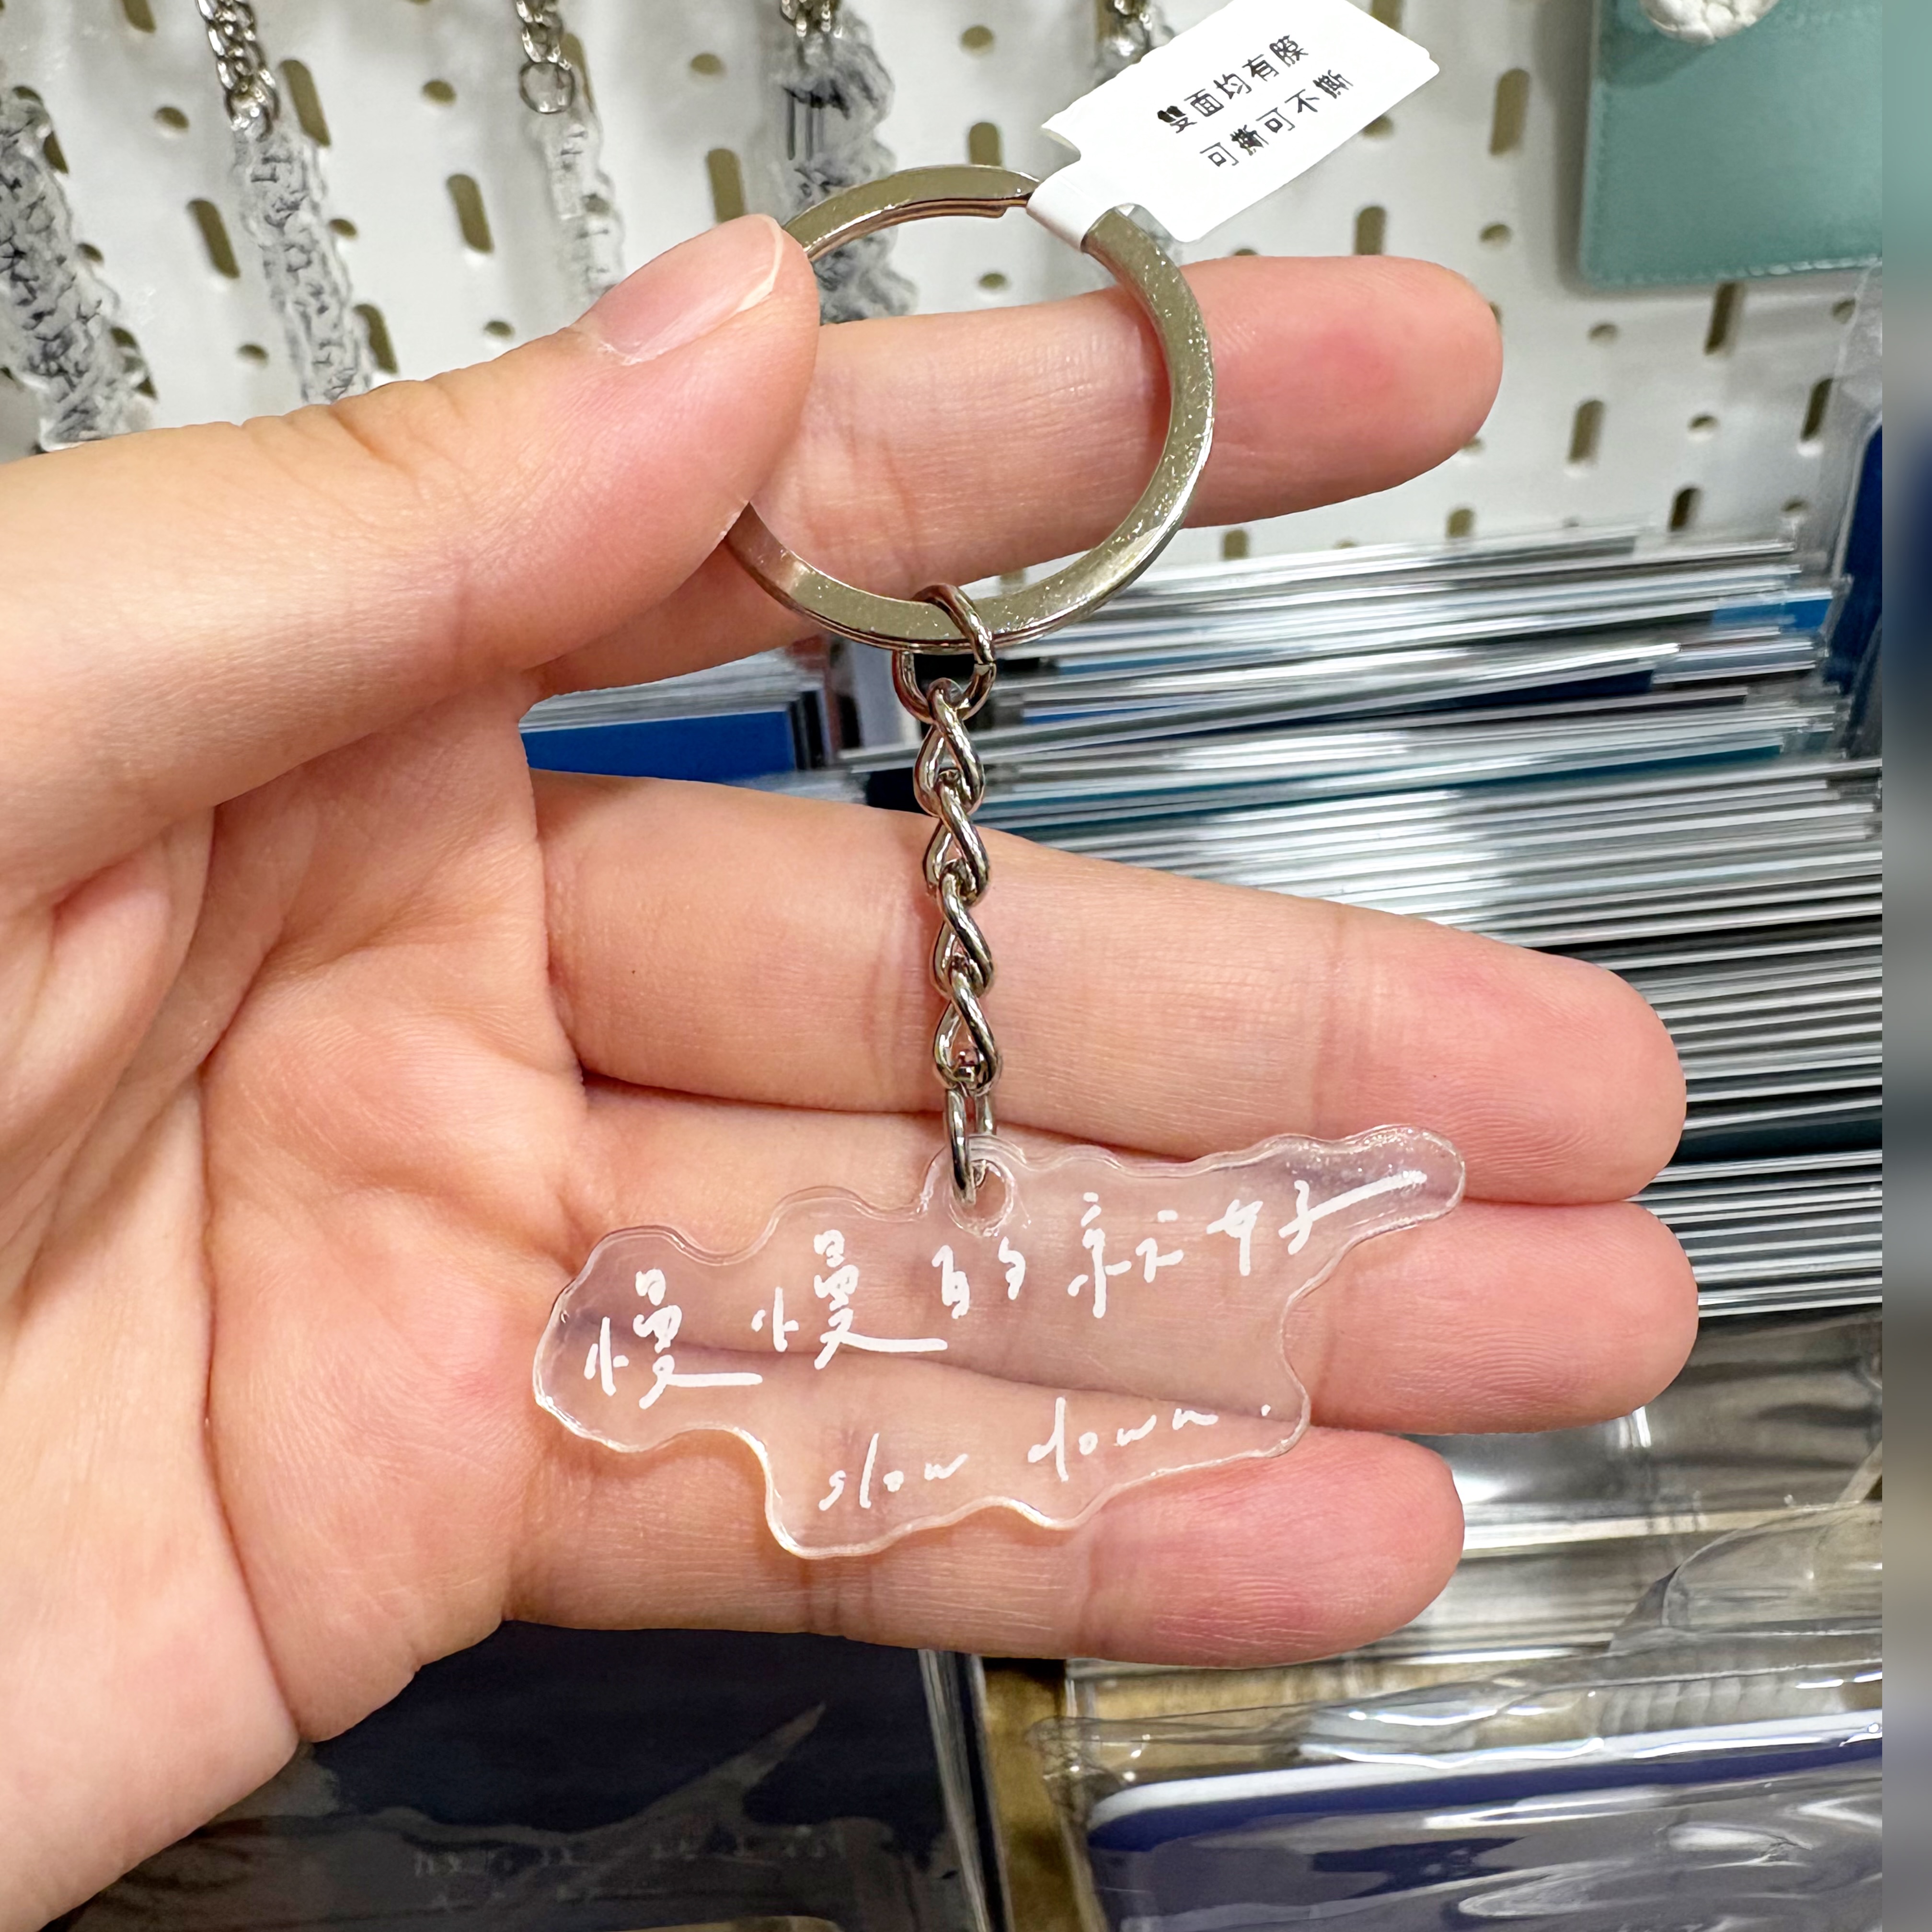 雙面均有膜
可撕可不撕
慢慢的就好
slow down.